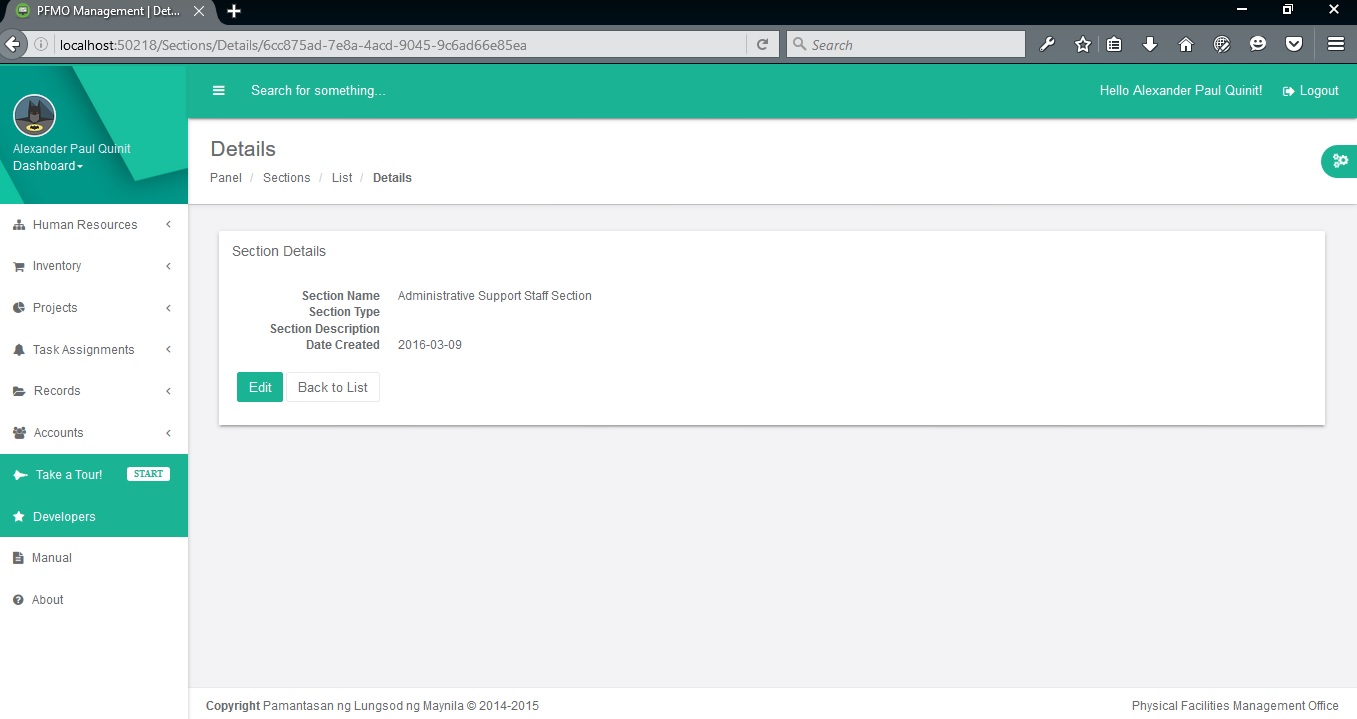 PFMO Management | Det...
localhost:50218/Sections/Details/6cc875ad-7e8a-4acd-9045-9c6ad66e85ea
Search
Search for something...
Hello Alexander Paul Quinit!
Logout
Alexander Paul Quinit
Dashboard
Details
Panel / Sections / List / Details
Human Resources
Inventory
Projects
Task Assignments
Records
Accounts
Take a Tour! START
Developers
Manual
About
Section Details
Section Name Administrative Support Staff Section
Section Type
Section Description
Date Created 2016-03-09
Edit Back to List
Copyright Pamantasan ng Lungsod ng Maynila © 2014-2015
Physical Facilities Management Office